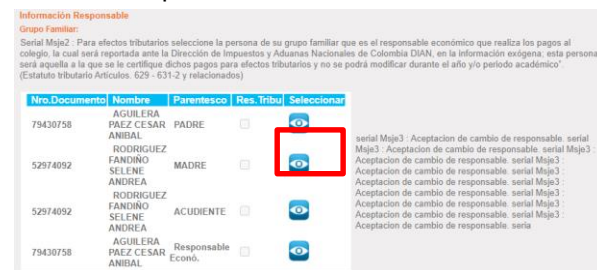 Información Responsable
Grupo Familiar:
Serial Msje2 : Para efectos tributarios seleccione la persona de su grupo familiar que es el responsable económico que realiza los pagos al
colegio, la cual será reportada ante la Dirección de Impuestos y Aduanas Nacionales de Colombia DIAN, en la información exógena; esta persona
será aquella a la que se le certifique dichos pagos para efectos tributarios y no se podrá modificar durante el año y/o periodo académico".
(Estatuto tributario Artículos. 629 - 631-2 y relacionados)
Nro.Documento Nombre Parentesco Res.Tribu Seleccionar
AGUILERA
79430758 PAEZ CESAR PADRE
ANIBAL
RODRIGUEZ
FANDIÑO
52974092 SELENE MADRE
ANDREA
RODRIGUEZ
FANDIÑO
52974092 SELENE ACUDIENTE
ANDREA
AGUILERA
79430758 PAEZ CESAR Responsable
ANIBAL Econó.
serial Msje3 : Aceptacion de cambio de responsable. serial
Msje3 : Aceptacion de cambio de responsable. serial Msje3 :
Aceptacion de cambio de responsable. serial Msje3 :
Aceptacion de cambio de responsable. serial Msje3 :
Aceptacion de cambio de responsable. serial Msje3 :
Aceptacion de cambio de responsable. serial Msje3 :
Aceptacion de cambio de responsable. serial Msje3 :
Aceptacion de cambio de responsable. seria